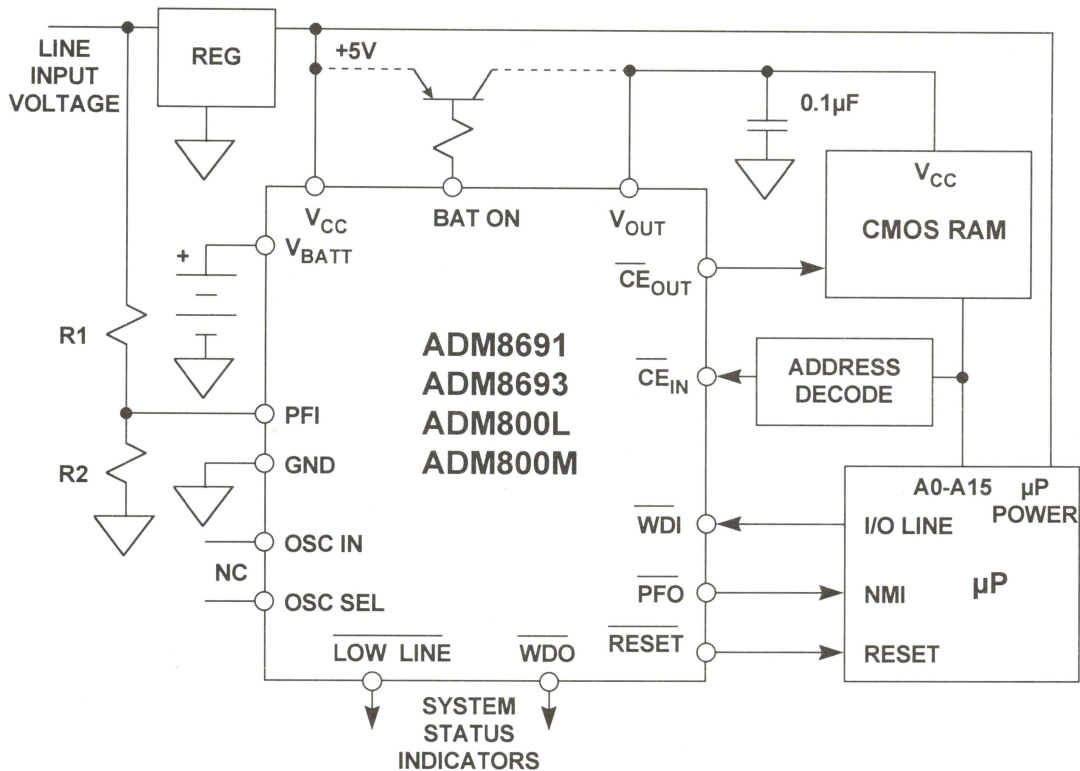 LINE
INPUT
VOLTAGE
REG
+5V
0.1µF
VCC
CMOS RAM
VCC
BAT ON
VOUT
VBATT
+
CEOUT
R1
ADM8691
ADM8693
ADM800L
ADM800M
CEIN
ADDRESS
DECODE
PFI
R2
GND
A0-A15
µP
POWER
WDI
I/O LINE
OSC IN
NC
OSC SEL
µP
PFO
NMI
RESET
RESET
LOW LINE
WDO
SYSTEM
STATUS
INDICATORS